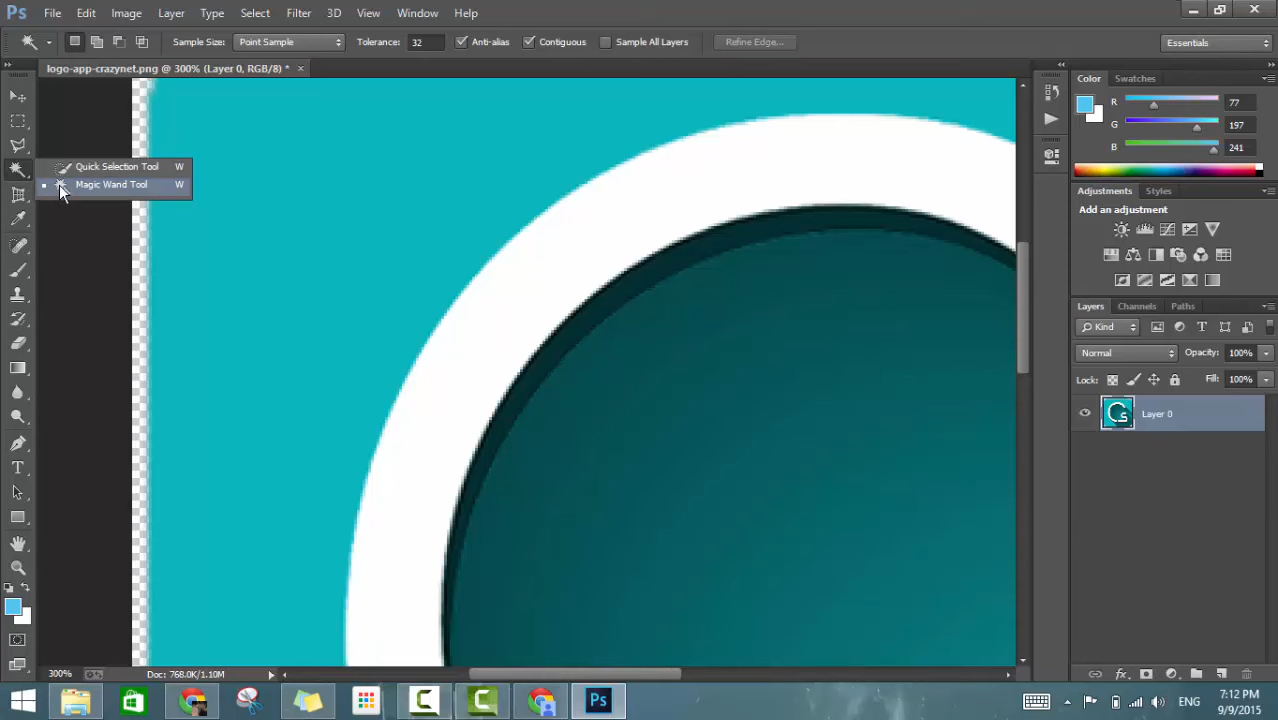 Ps File Edit Image Layer Type Select Filter 3D View Window Help
Sample Size: Point Sample Tolerance: 32 Anti-alias Contiguous Sample All Layers Refine Edge... Essentials
logo-app-crazynet.png @ 300% (Layer 0, RGB/8) * ×
Color Swatches
R 77
G 197
B 241
Quick Selection Tool W
Magic Wand Tool W
Adjustments Styles
Add an adjustment
Layers Channels Paths
Kind
Normal Opacity: 100%
Lock: Fill: 100%
Layer 0
300% Doc: 768.0K/1.10M
Ps ENG 7:12 PM
9/9/2015